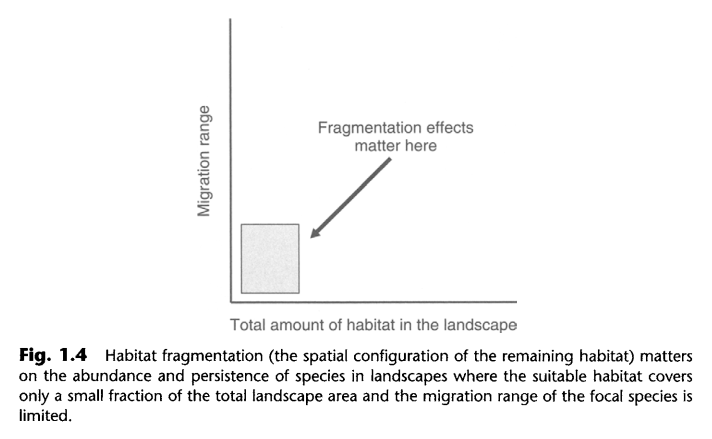 Migration range
Fragmentation effects
matter here
Total amount of habitat in the landscape
Fig. 1.4 Habitat fragmentation (the spatial configuration of the remaining habitat) matters
on the abundance and persistence of species in landscapes where the suitable habitat covers
only a small fraction of the total landscape area and the migration range of the focal species is
limited.